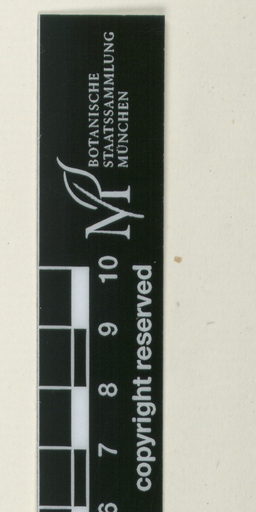 BOTANISCHE
STAATSSAMMLUNG
MÜNCHEN
M
6 7 8 9 10
copyright reserved